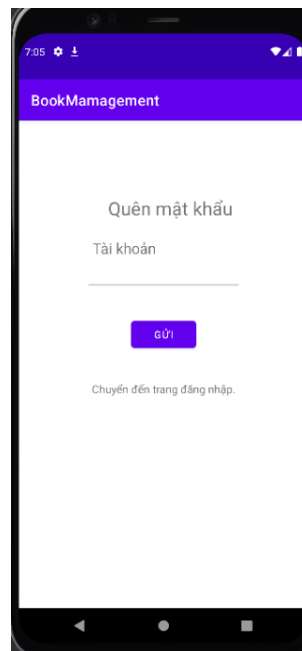 7:05
BookMamagement
Quên mật khẩu
Tài khoản
GỬI
Chuyển đến trang đăng nhập.